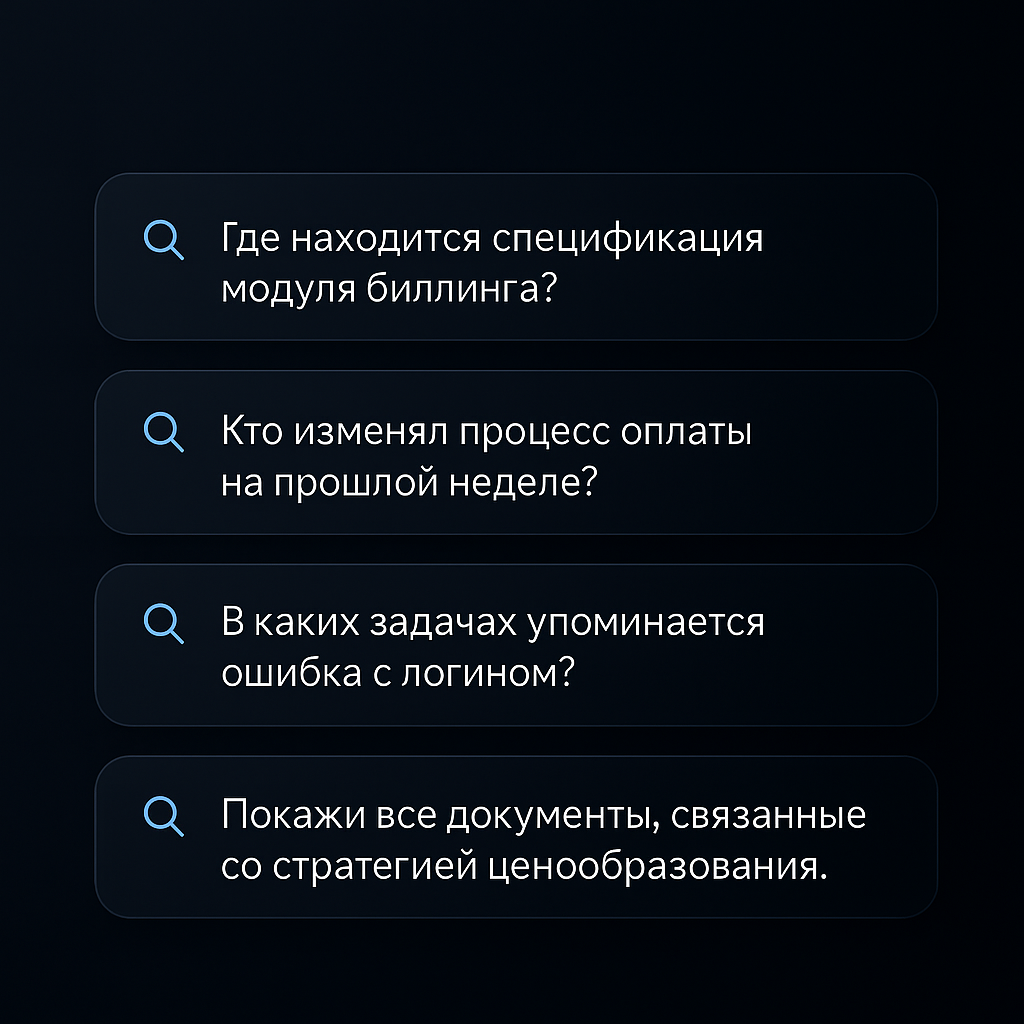 Где находится спецификация
модуля биллинга?
Кто изменял процесс оплаты
на прошлой неделе?
В каких задачах упоминается
ошибка с логином?
Покажи все документы, связанные
со стратегией ценообразования.